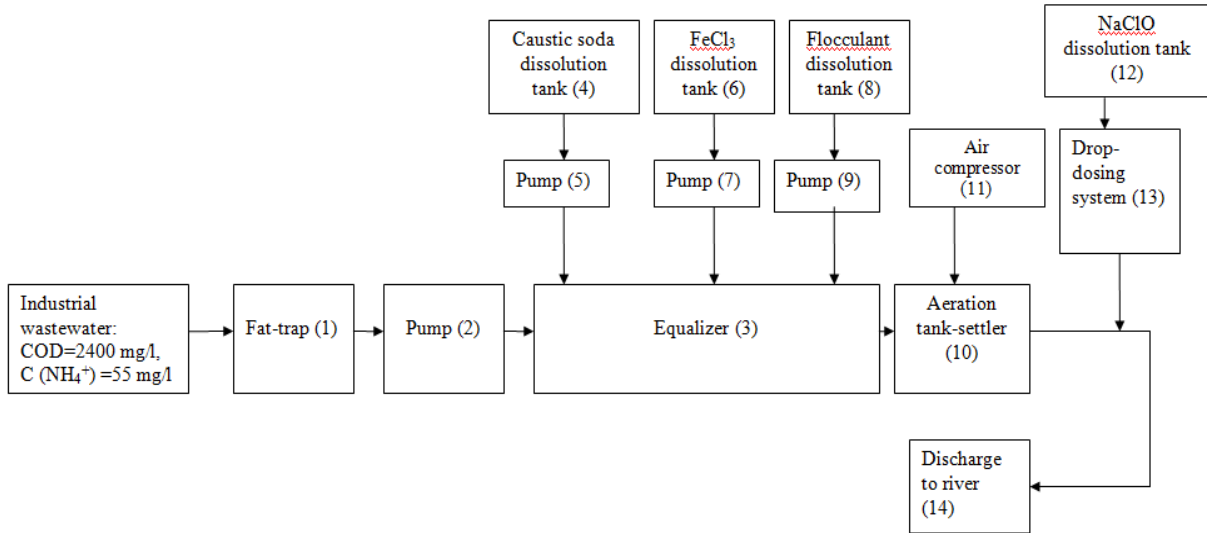 Caustic soda
dissolution
tank (4)
FeCl₃
dissolution
tank (6)
Flocculant
dissolution
tank (8)
NaClO
dissolution tank
(12)
Pump (5)
Pump (7)
Pump (9)
Air
compressor
(11)
Drop-
dosing
system (13)
Industrial
wastewater:
COD=2400 mg/l,
C (NH₄⁺) =55 mg/l
Fat-trap (1)
Pump (2)
Equalizer (3)
Aeration
tank-settler
(10)
Discharge
to river
(14)